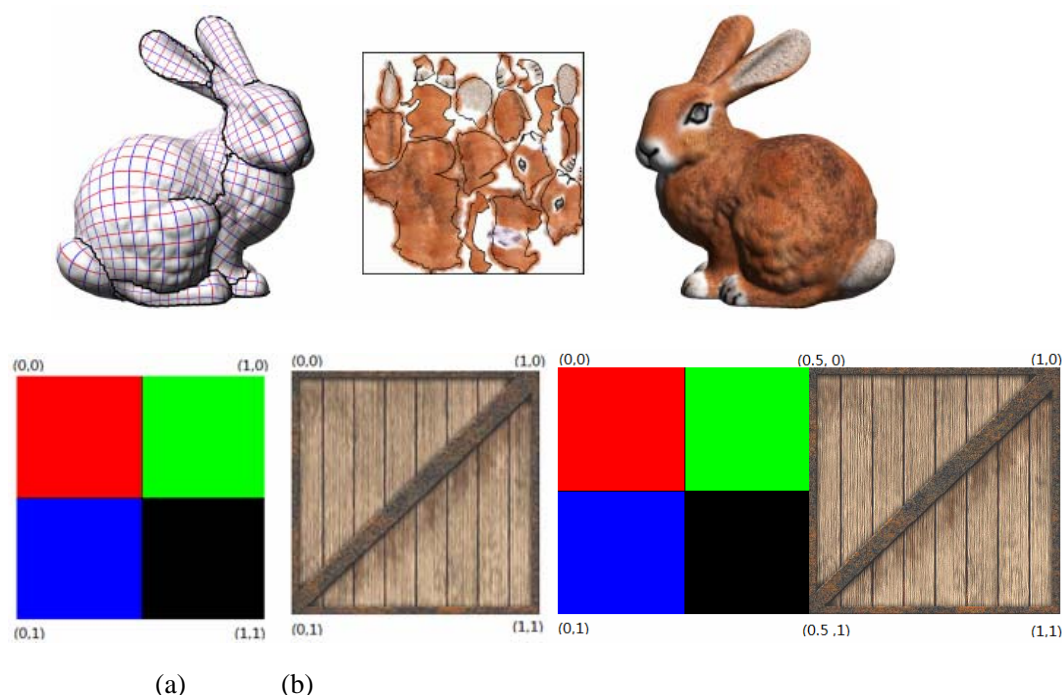 (0,0) (1,0) (0,0) (1,0) (0,0) (0.5, 0) (1,0)
(0,1) (1,1) (0,1) (1,1) (0,1) (0.5 ,1) (1,1)
(a) (b)